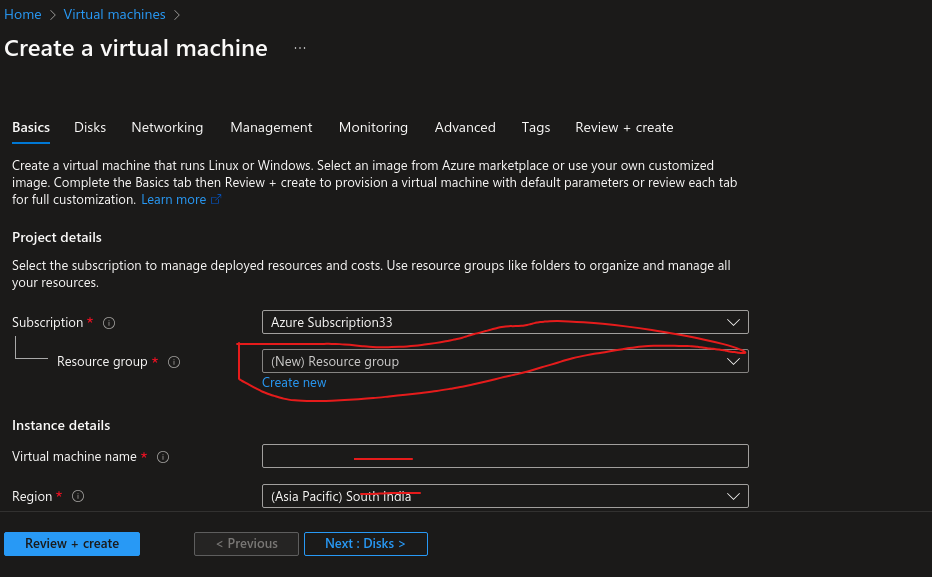 Home > Virtual machines >
Create a virtual machine ...
Basics Disks Networking Management Monitoring Advanced Tags Review + create
Create a virtual machine that runs Linux or Windows. Select an image from Azure marketplace or use your own customized
image. Complete the Basics tab then Review + create to provision a virtual machine with default parameters or review each tab
for full customization. Learn more
Project details
Select the subscription to manage deployed resources and costs. Use resource groups like folders to organize and manage all
your resources.
Subscription * Azure Subscription33
Resource group * (New) Resource group
Create new
Instance details
Virtual machine name *
Region * (Asia Pacific) South India
Review + create < Previous Next : Disks >